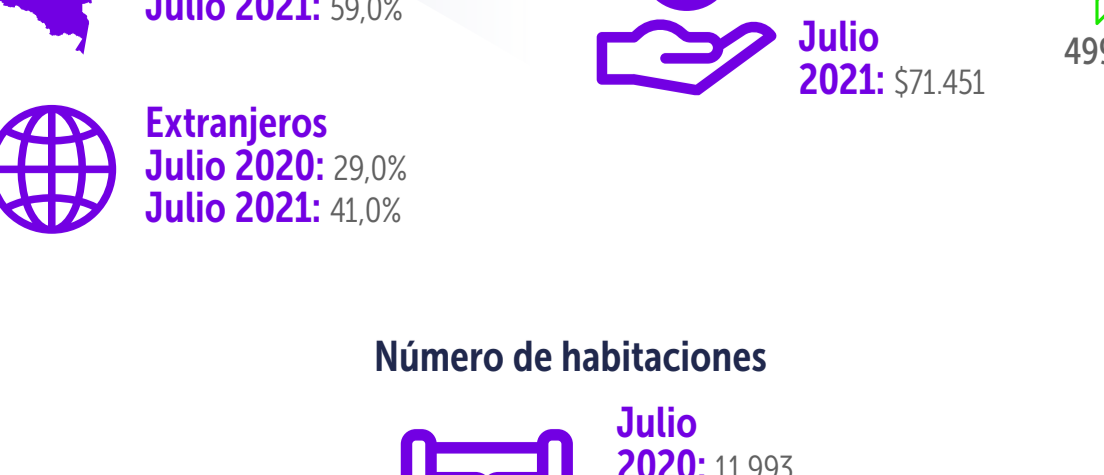 Julio 2021: 59,0%
Extranjeros
Julio 2020: 29,0%
Julio 2021: 41,0%
Julio
2021: $71.451
Número de habitaciones
Julio
2020: 11.993